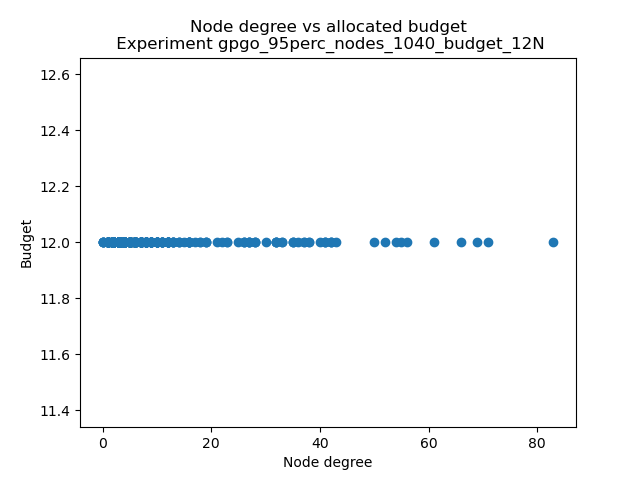 Node degree vs allocated budget
Experiment gpgo_95perc_nodes_1040_budget_12N
12.6
12.4
12.2
12.0
11.8
11.6
11.4
Budget
0 20 40 60 80
Node degree